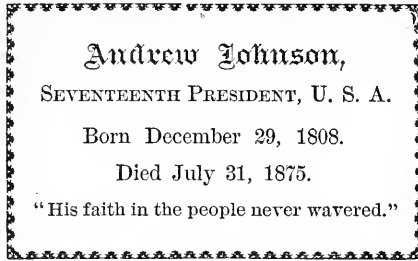 Andrew Johnson,
Seventeenth President, U. S. A.
Born December 29, 1808.
Died July 31, 1875.
“His faith in the people never wavered.”